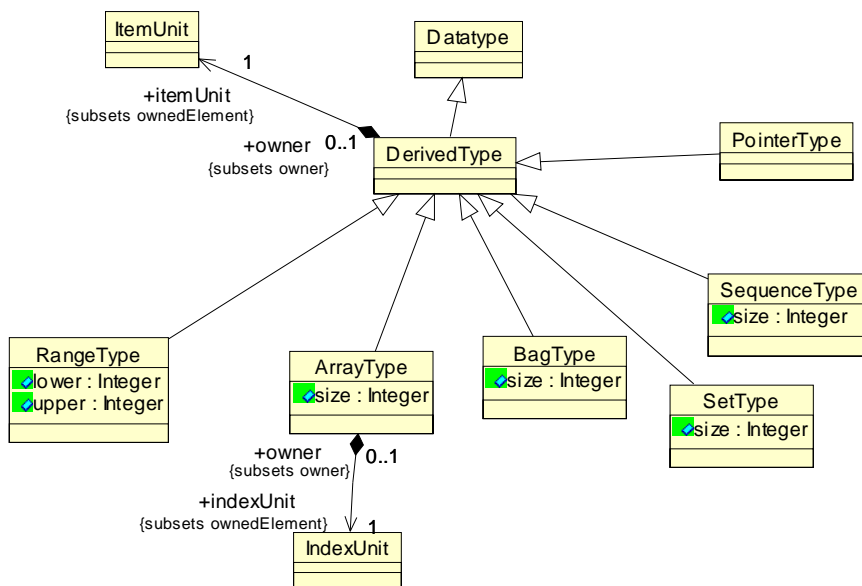 ItemUnit
Datatype
1
+itemUnit
{subsets ownedElement}
+owner
0..1
{subsets owner}
DerivedType
PointerType
SequenceType
size : Integer
RangeType
lower : Integer
upper : Integer
ArrayType
size : Integer
BagType
size : Integer
SetType
size : Integer
+owner
0..1
{subsets owner}
+indexUnit
{subsets ownedElement}
1
IndexUnit